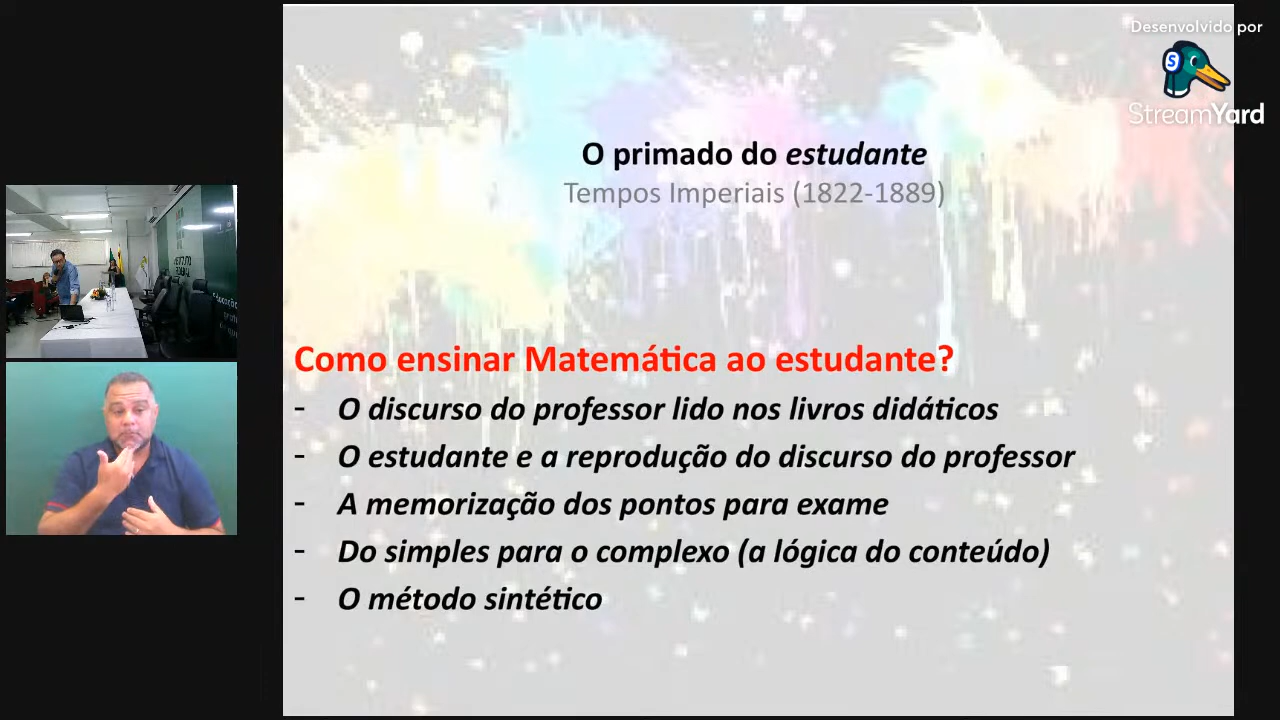 Desenvolvido por
StreamYard
O primado do estudante
Tempos Imperiais (1822-1889)
Como ensinar Matemática ao estudante?
- O discurso do professor lido nos livros didáticos
- O estudante e a reprodução do discurso do professor
- A memorização dos pontos para exame
- Do simples para o complexo (a lógica do conteúdo)
- O método sintético